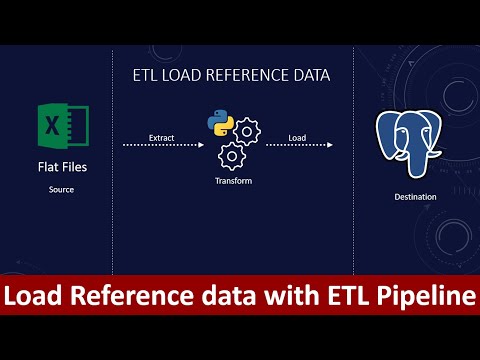 ETL LOAD REFERENCE DATA
X
Flat Files
Source
Extract
Transform
Load
Destination
Load Reference data with ETL Pipeline